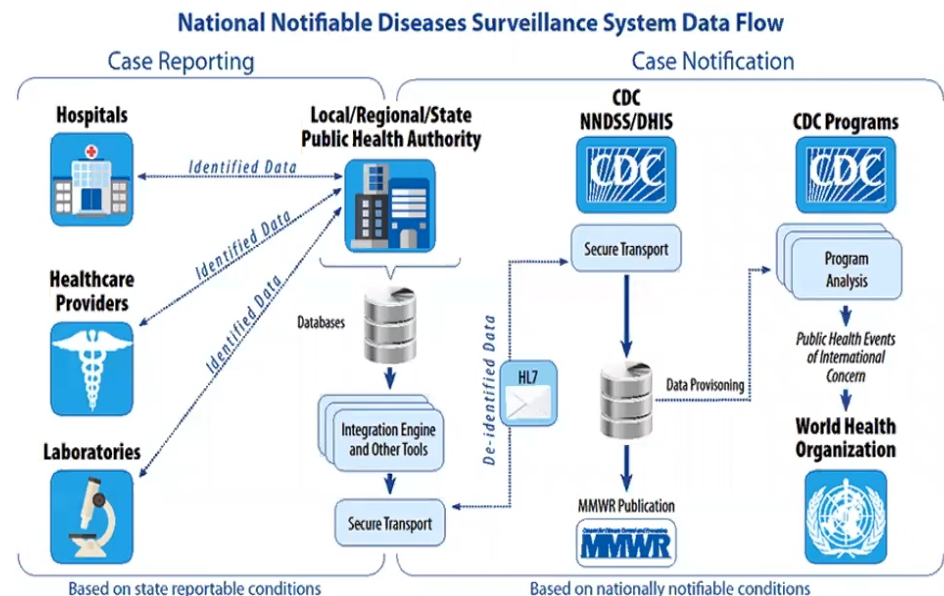 National Notifiable Diseases Surveillance System Data Flow
Case Reporting
Case Notification
Hospitals
Identified Data
Healthcare
Providers
Identified Data
Laboratories
Identified Data
Local/Regional/State
Public Health Authority
Databases
Integration Engine
and Other Tools
Secure Transport
De-identified Data
HL7
CDC
NNDSS/DHIS
CDC
Secure Transport
Data Provisoning
MMWR Publication
MMWR
CDC Programs
CDC
Program
Analysis
Public Health Events
of International
Concern
World Health
Organization
Based on state reportable conditions
Based on nationally notifiable conditions